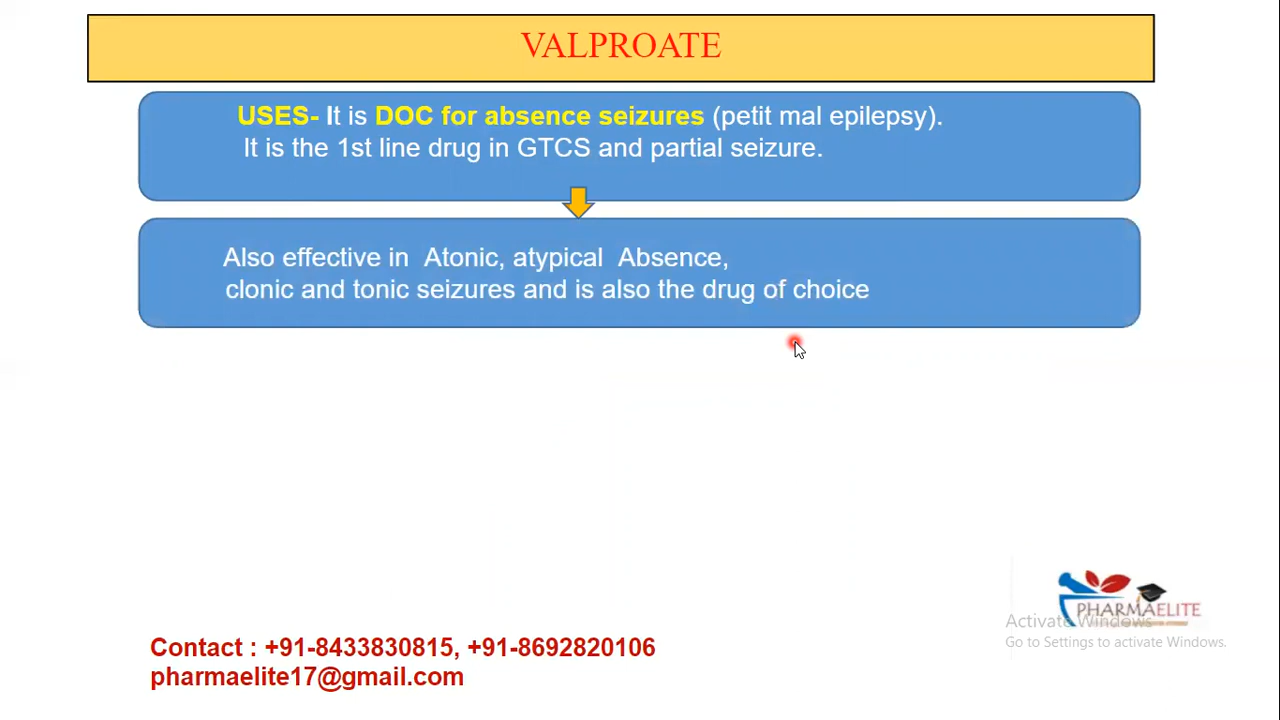 VALPROATE
USES- It is DOC for absence seizures (petit mal epilepsy).
It is the 1st line drug in GTCS and partial seizure.
Also effective in Atonic, atypical Absence,
clonic and tonic seizures and is also the drug of choice
PHARMAELITE
Activate Windows
Go to Settings to activate Windows.
Contact : +91-8433830815, +91-8692820106
pharmaelite17@gmail.com